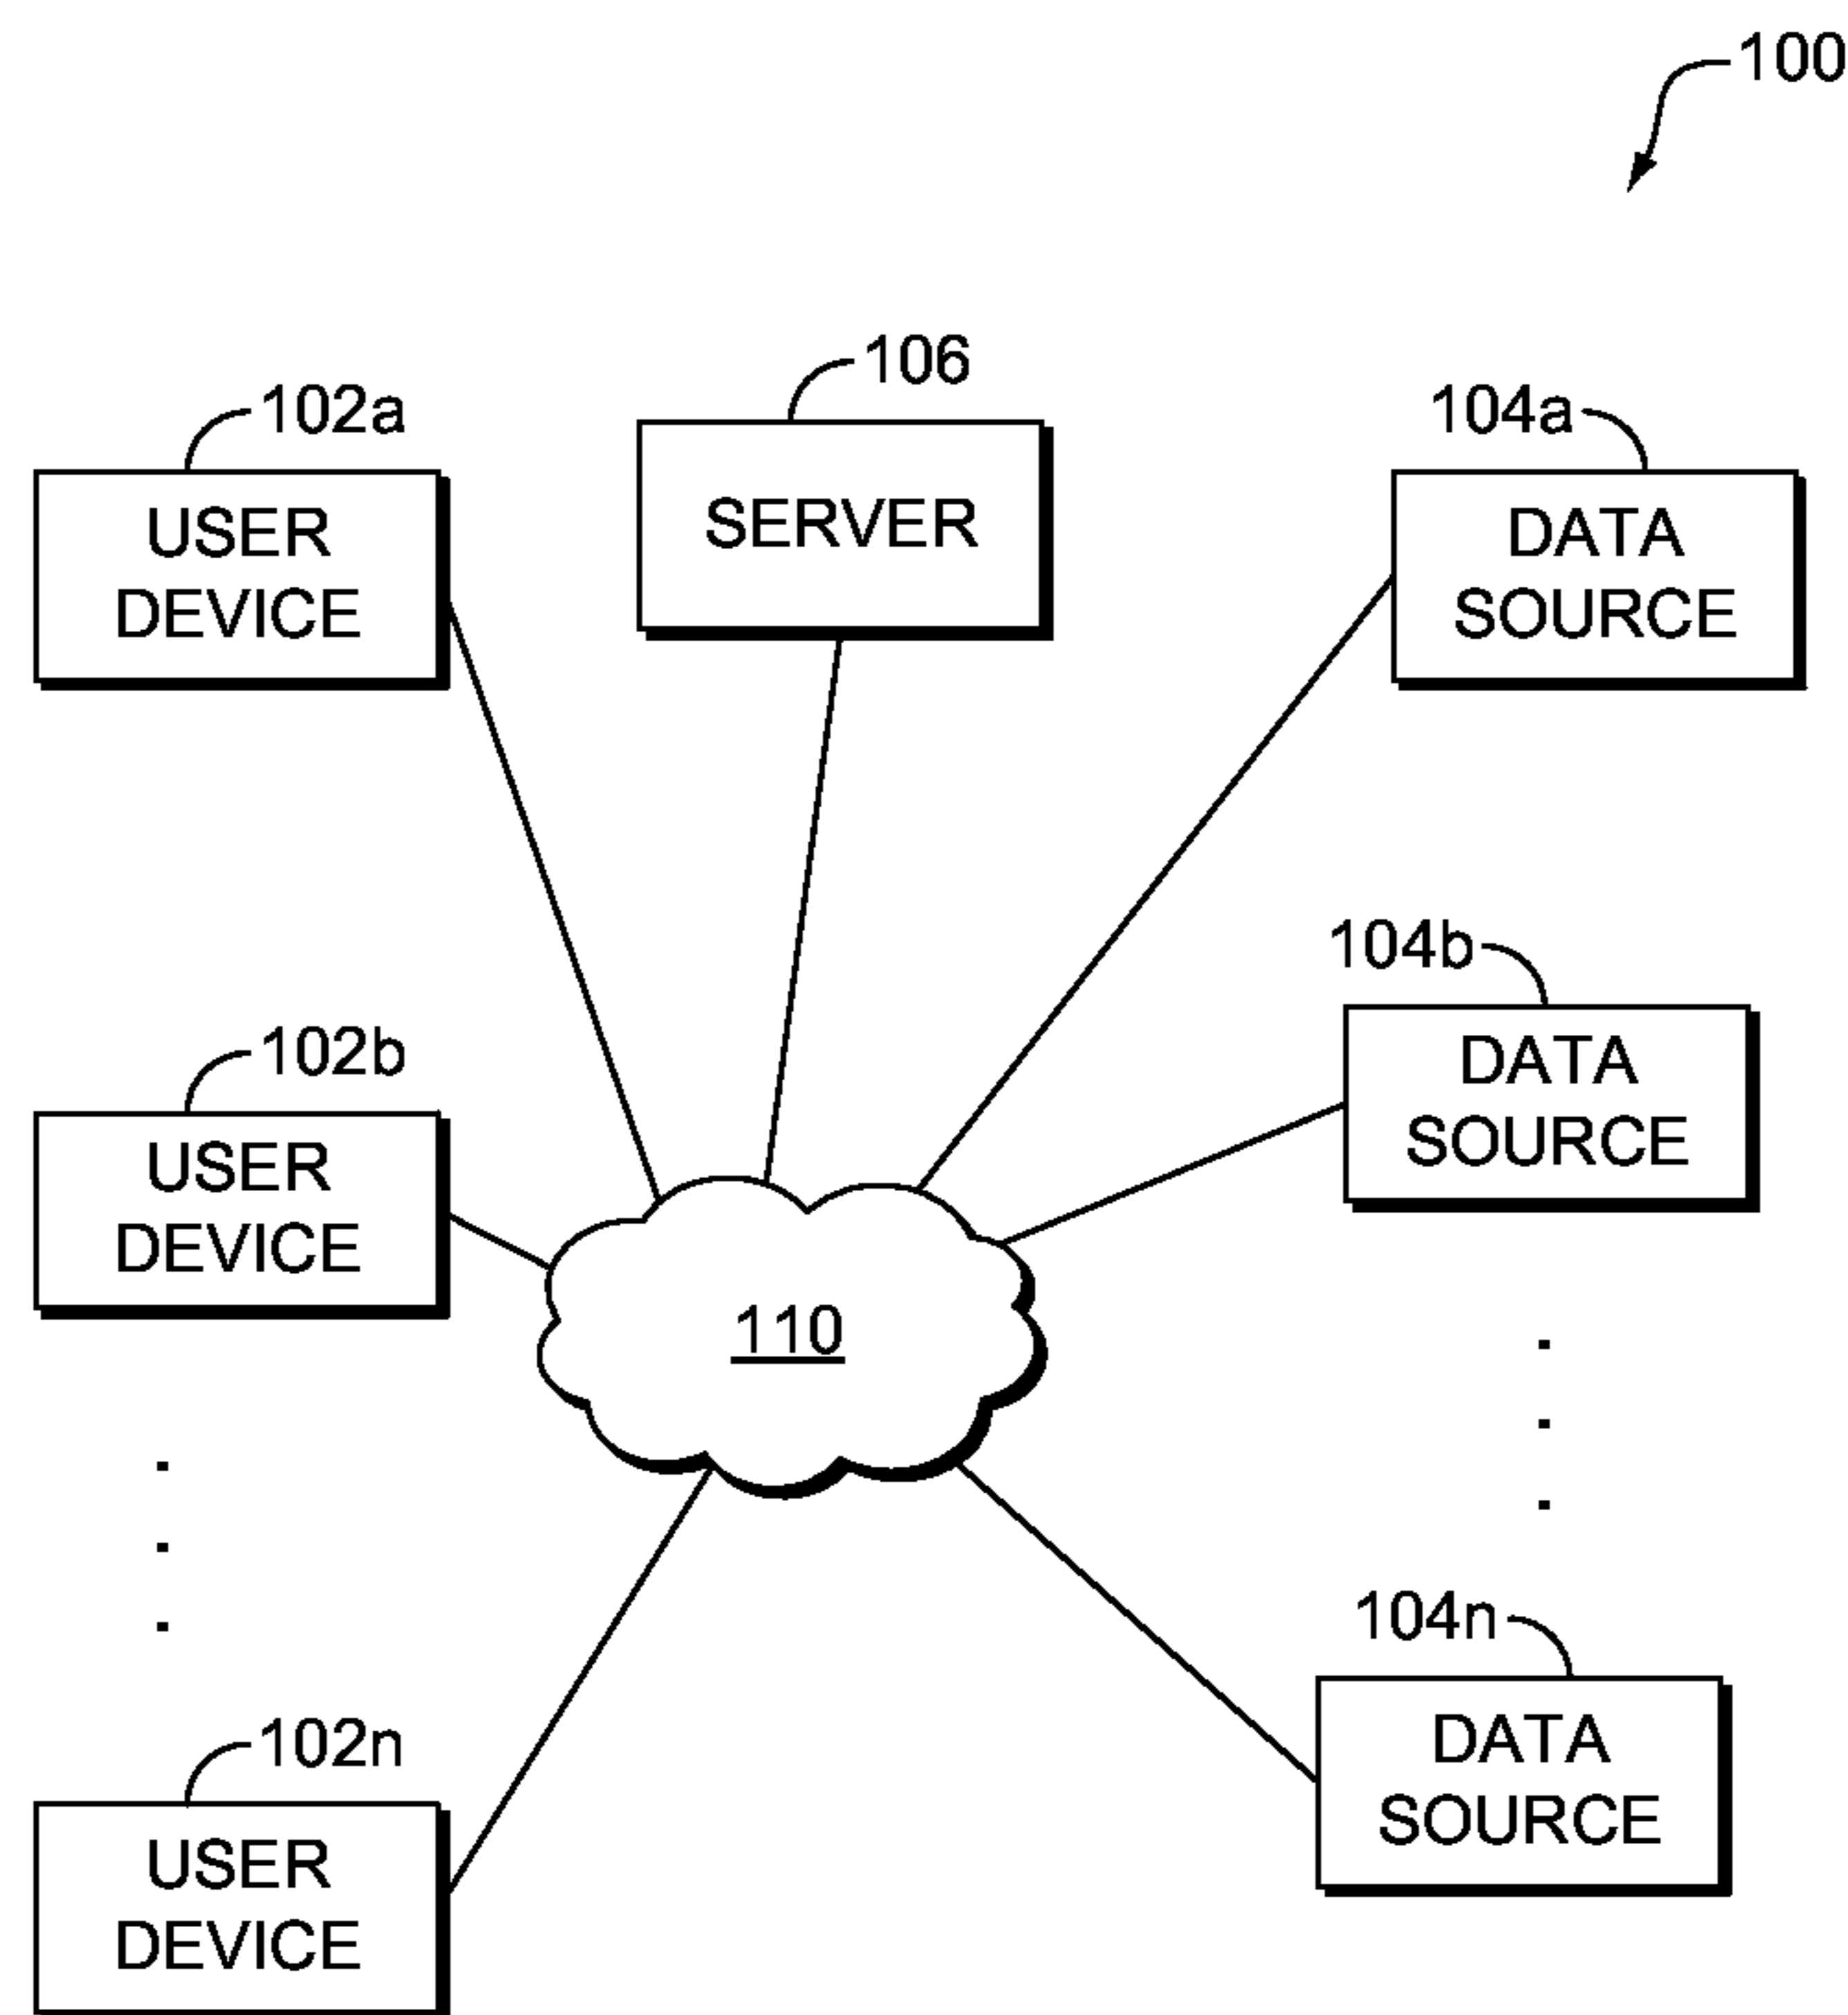 100
106
102a
104a
USER
DEVICE
SERVER
DATA
SOURCE
104b
DATA
SOURCE
102b
USER
DEVICE
110
104n
DATA
SOURCE
102n
USER
DEVICE